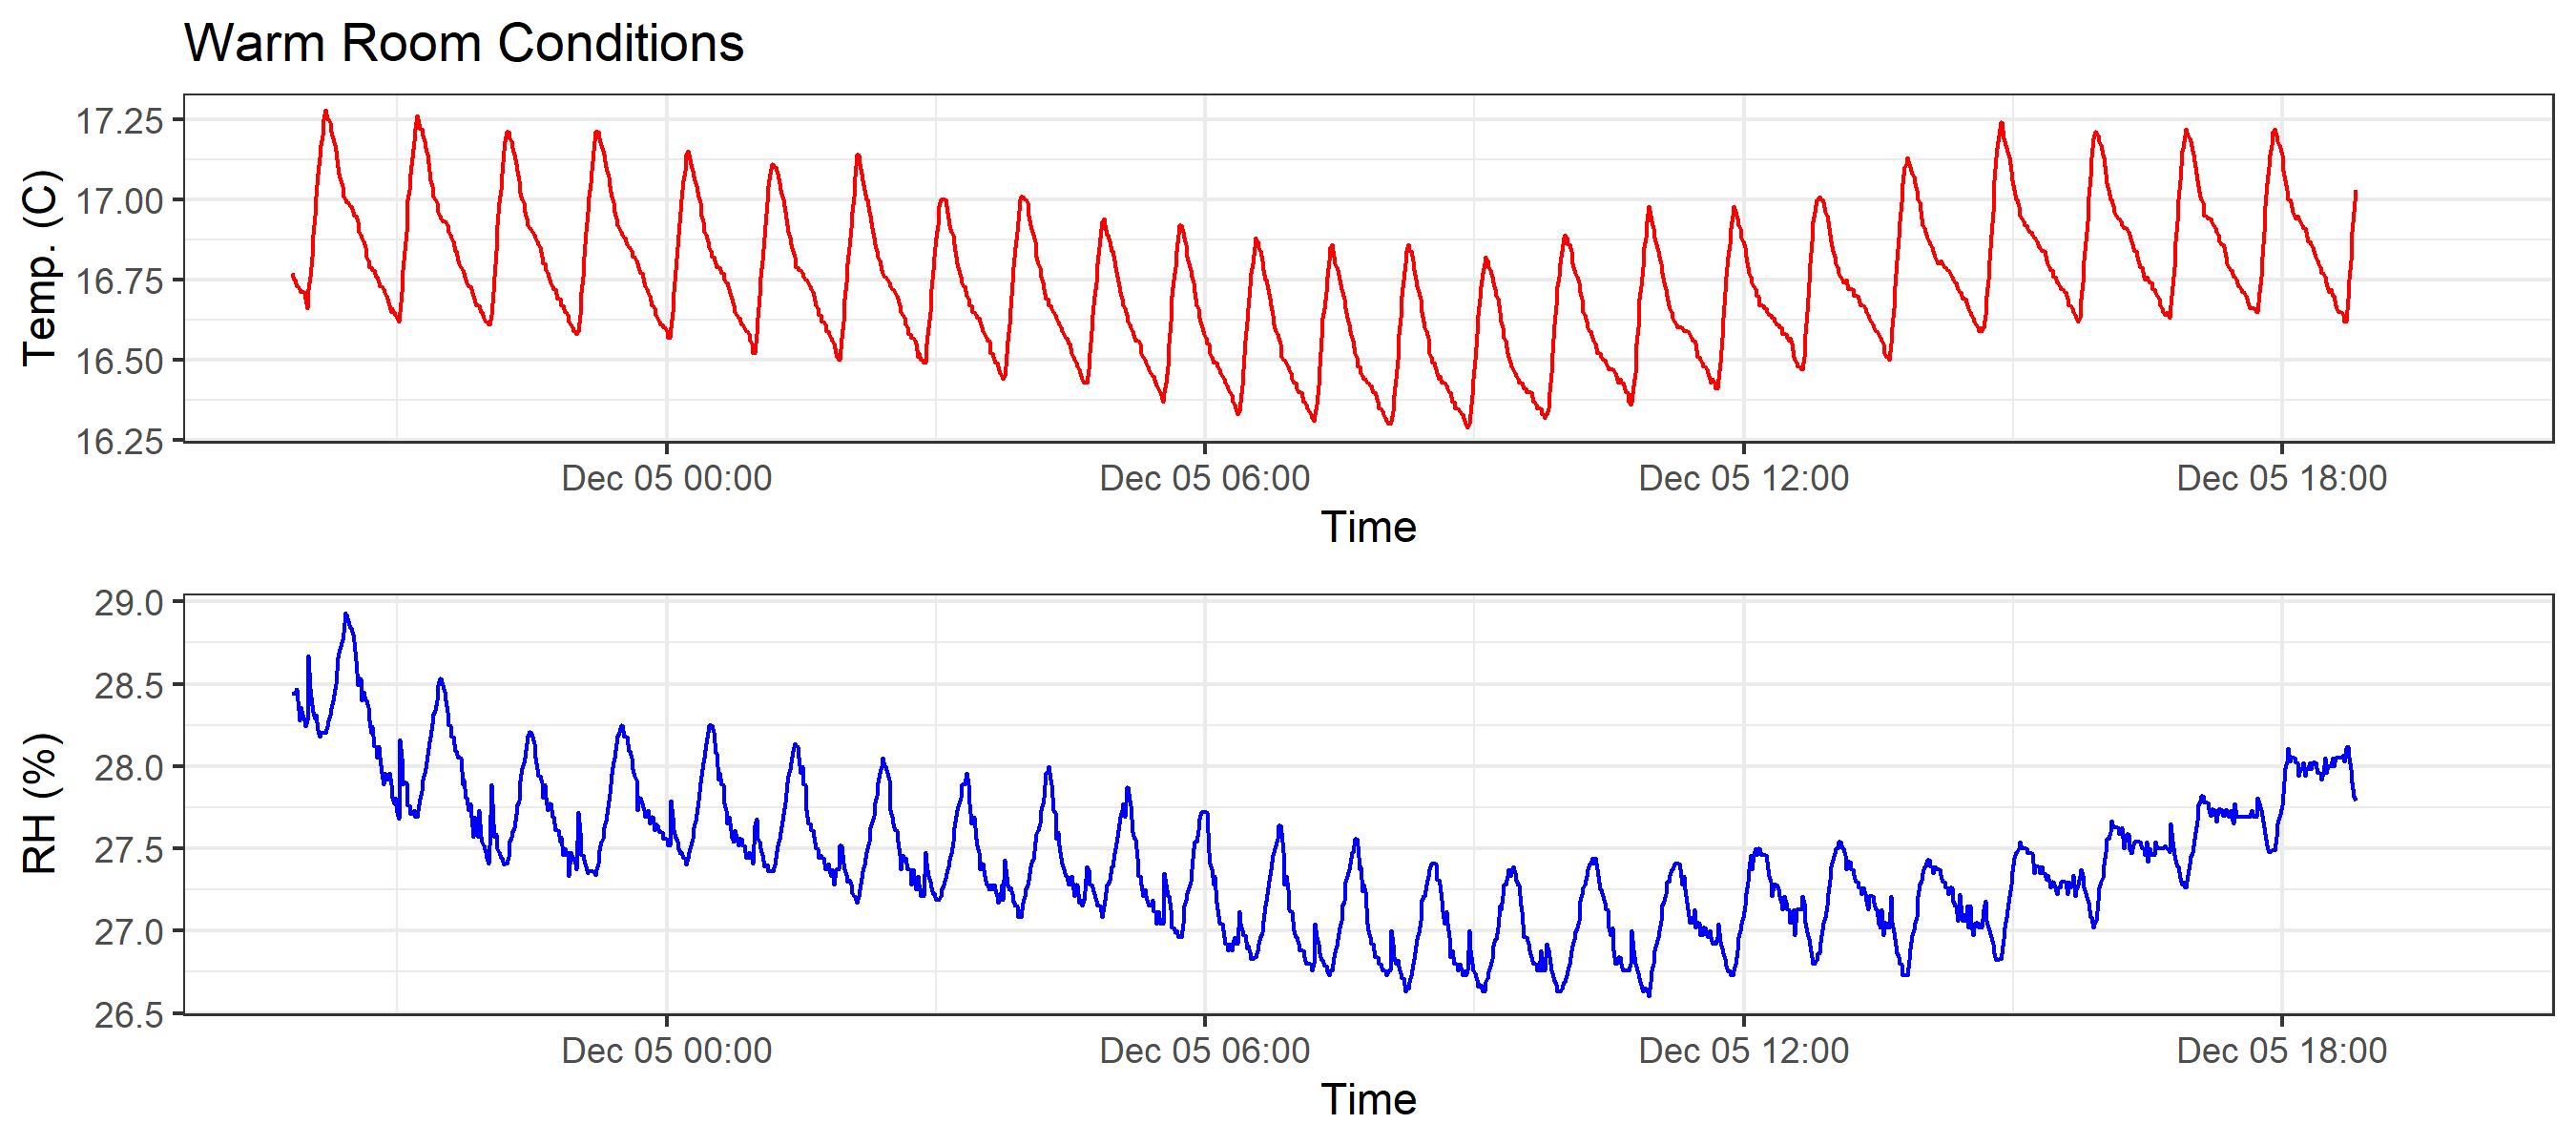 Warm Room Conditions
Temp. (C)
17.25
17.00
16.75
16.50
16.25
Dec 05 00:00 Dec 05 06:00 Dec 05 12:00 Dec 05 18:00
Time
RH (%)
29.0
28.5
28.0
27.5
27.0
26.5
Dec 05 00:00 Dec 05 06:00 Dec 05 12:00 Dec 05 18:00
Time